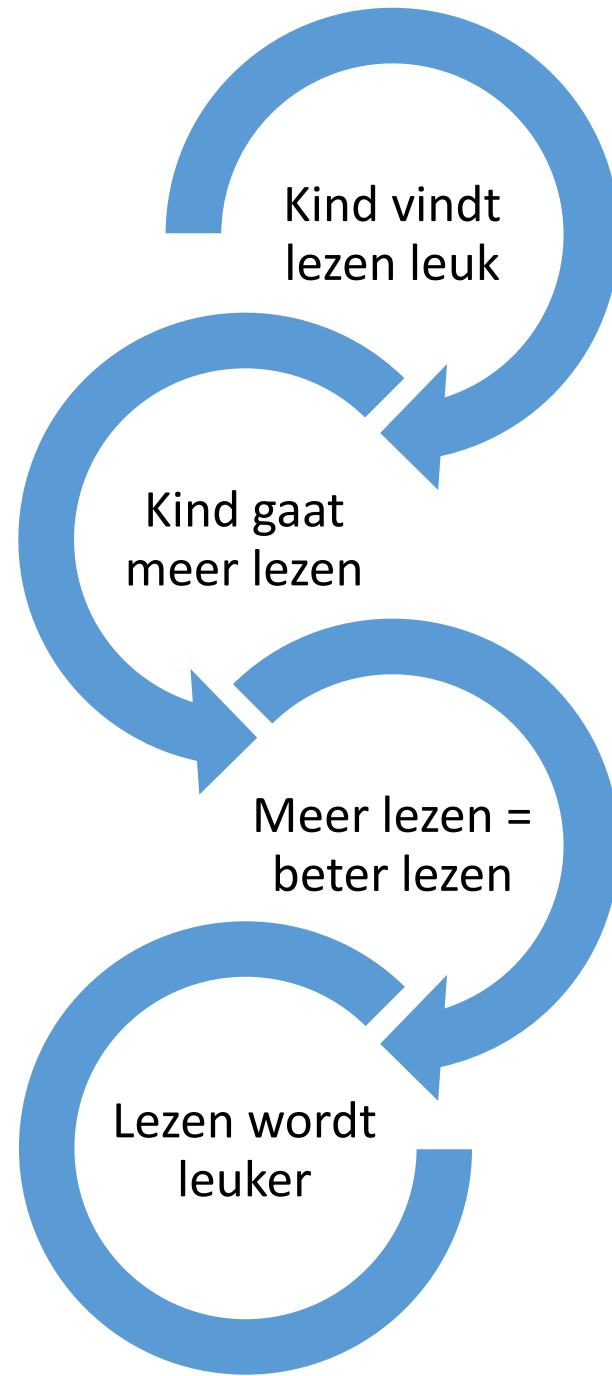 Kind vindt
lezen leuk
Kind gaat
meer lezen
Meer lezen =
beter lezen
Lezen wordt
leuker